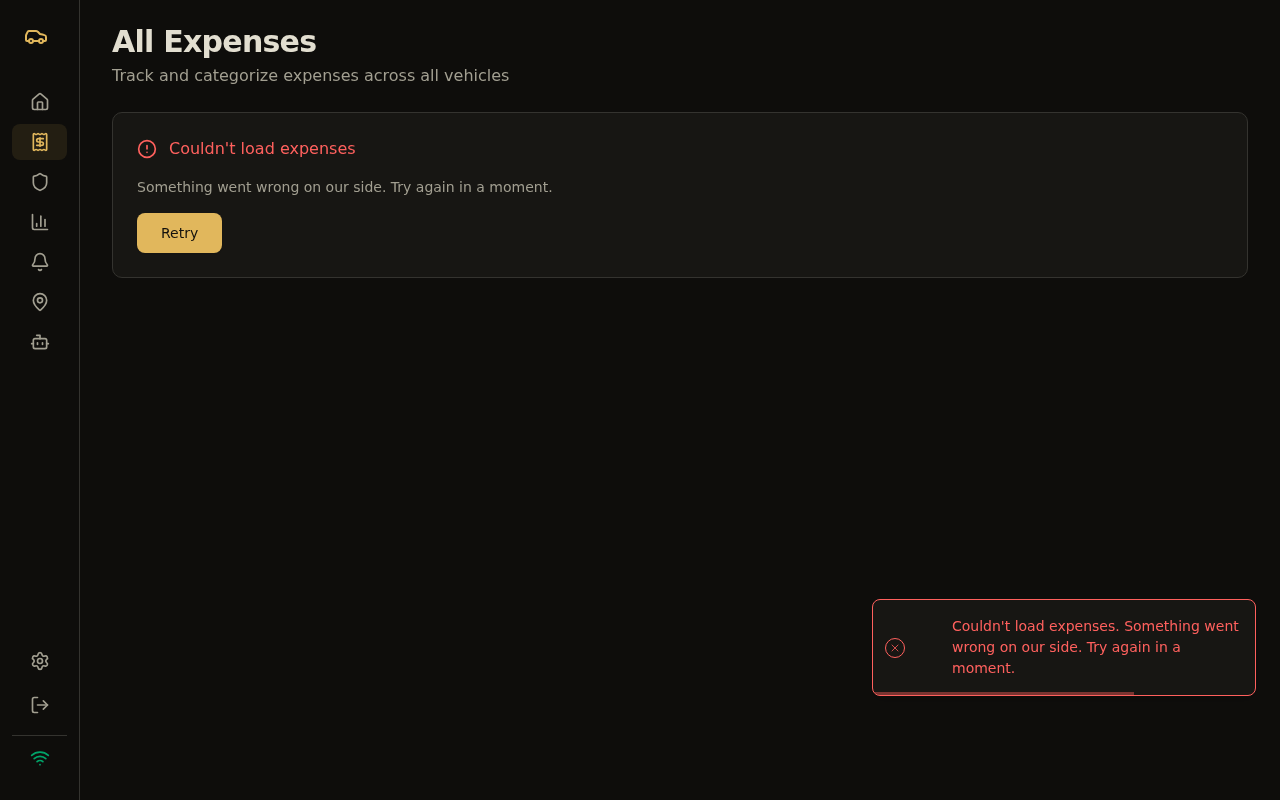 All Expenses
Track and categorize expenses across all vehicles
Couldn't load expenses
Something went wrong on our side. Try again in a moment.
Retry
Couldn't load expenses. Something went
wrong on our side. Try again in a
moment.